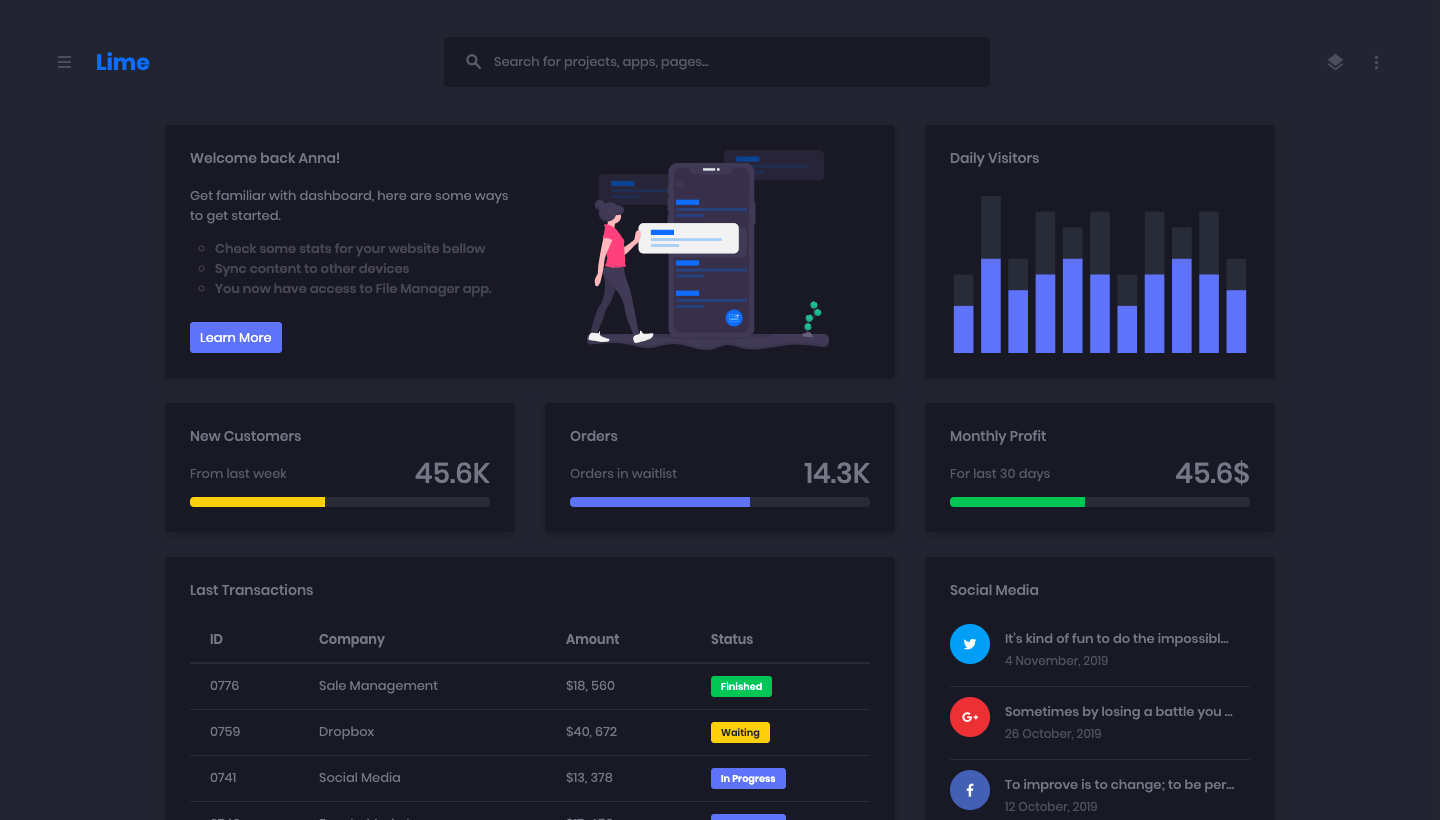 Lime
Search for projects, apps, pages...
Welcome back Anna!
Get familiar with dashboard, here are some ways
to get started.
Check some stats for your website bellow
Sync content to other devices
You now have access to File Manager app.
Learn More
Daily Visitors
New Customers
From last week
45.6K
Orders
Orders in waitlist
14.3K
Monthly Profit
For last 30 days
45.6$
Last Transactions
ID Company Amount Status
0776 Sale Management $18, 560 Finished
0759 Dropbox $40, 672 Waiting
0741 Social Media $13, 378 In Progress
Social Media
It's kind of fun to do the impossibl...
4 November, 2019
G+
Sometimes by losing a battle you ...
26 October, 2019
f
To improve is to change; to be per...
12 October, 2019